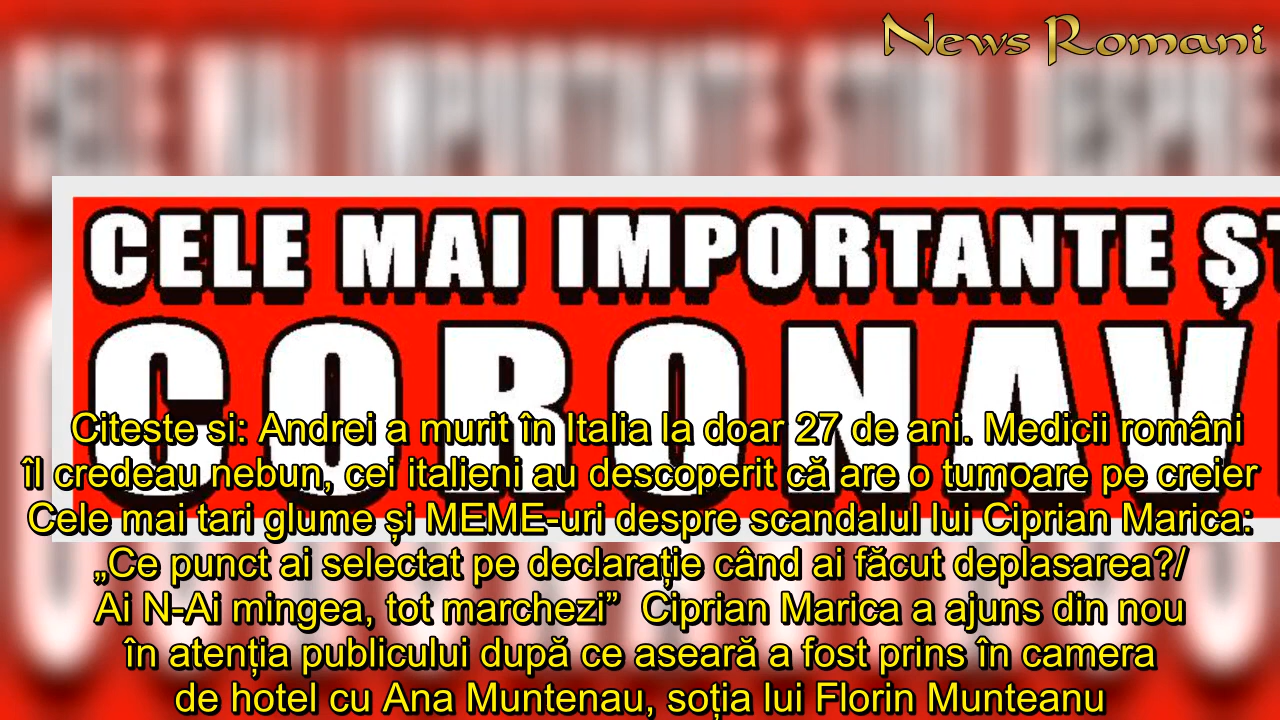 News Romani
CELE MAI IMPORTANTE ȘT
CORONAV
Citeste si: Andrei a murit în Italia la doar 27 de ani. Medicii români
îl credeau nebun, cei italieni au descoperit că are o tumoare pe creier
Cele mai tari glume și MEME-uri despre scandalul lui Ciprian Marica:
„Ce punct ai selectat pe declarație când ai făcut deplasarea?/
Ai N-Ai mingea, tot marchezi”  Ciprian Marica a ajuns din nou
în atenția publicului după ce aseară a fost prins în camera
de hotel cu Ana Muntenau, soția lui Florin Munteanu